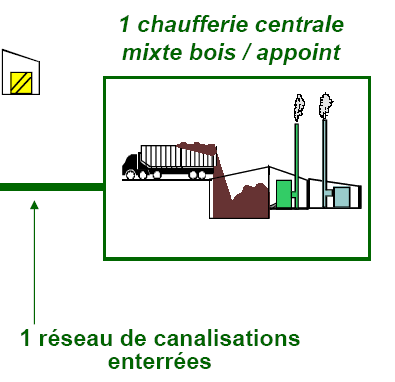 1 chaufferie centrale
mixte bois / appoint
1 réseau de canalisations
enterrées